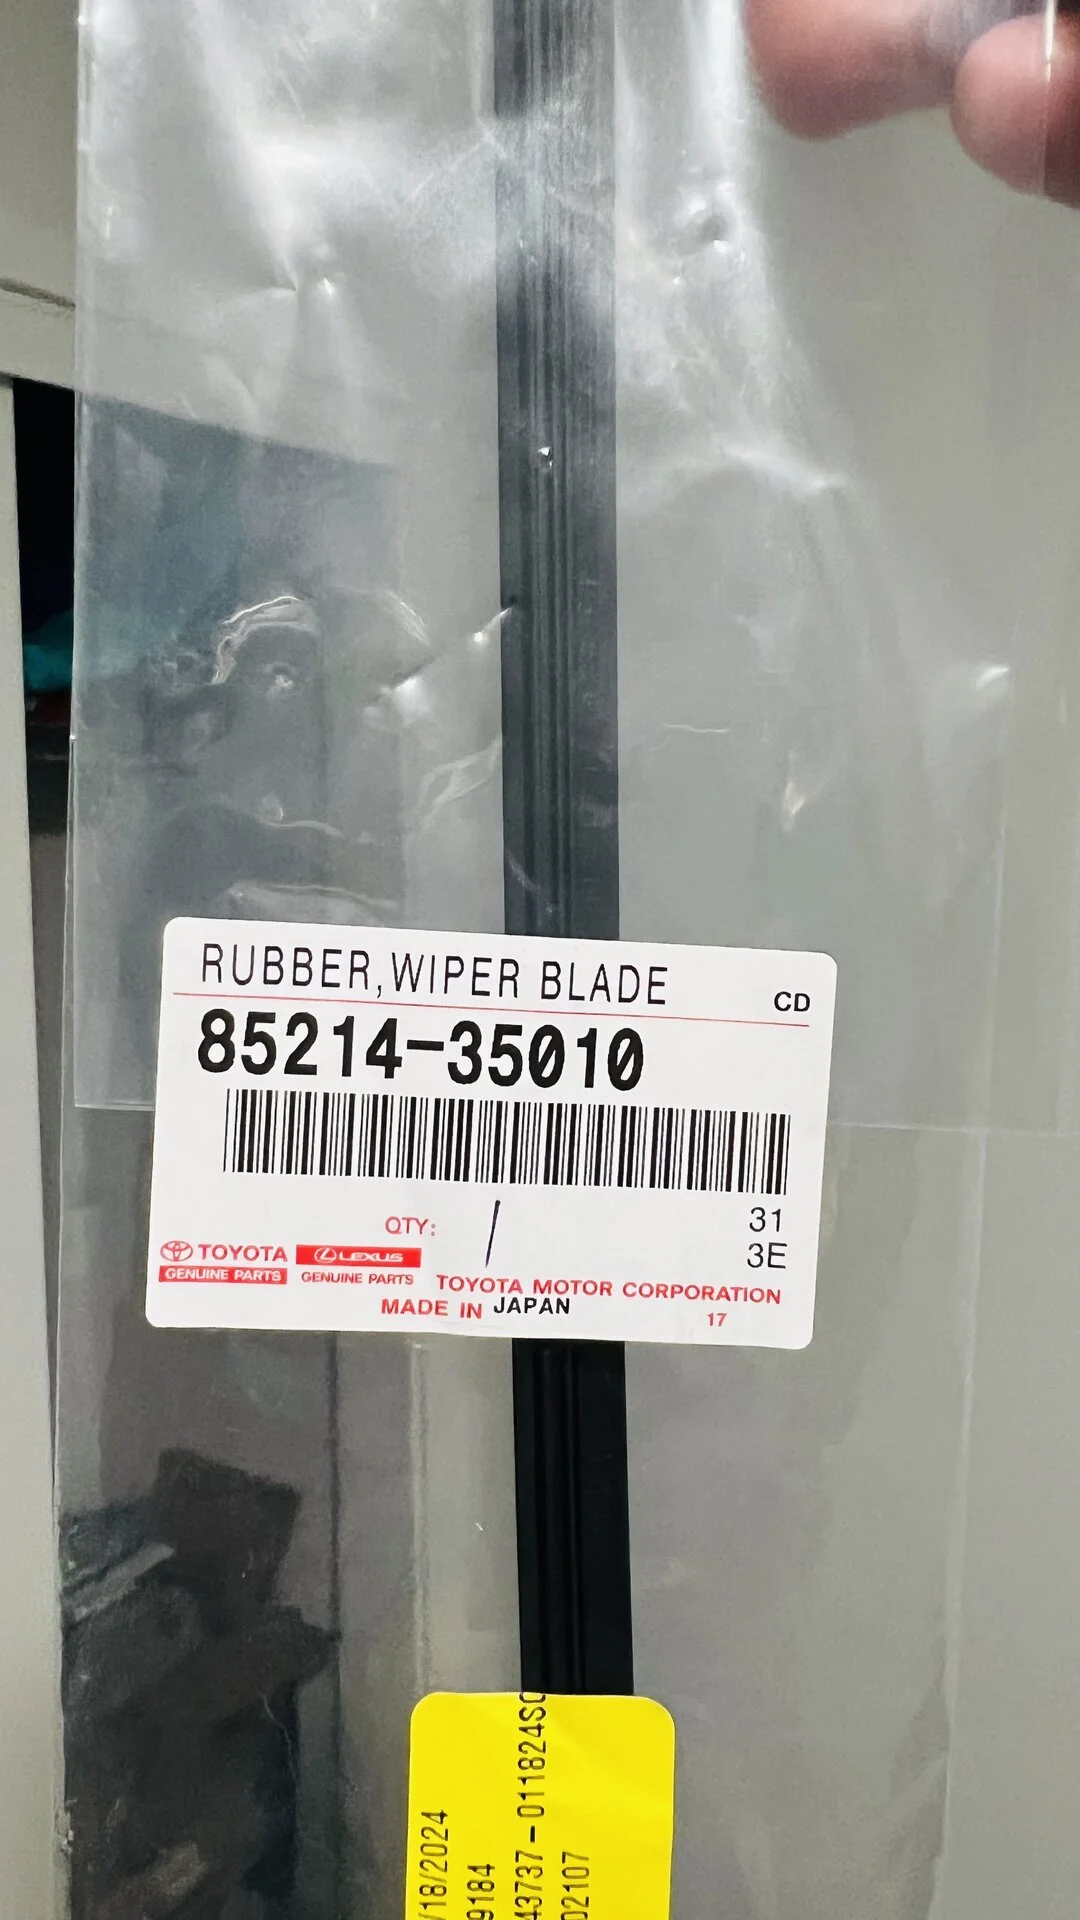 RUBBER,WIPER BLADE CD
85214-35010
QTY: / 31
3E
TOYOTA LEXUS
GENUINE PARTS GENUINE PARTS TOYOTA MOTOR CORPORATION
MADE IN JAPAN 17
/18/2024
9184
43737-011824SC
02107